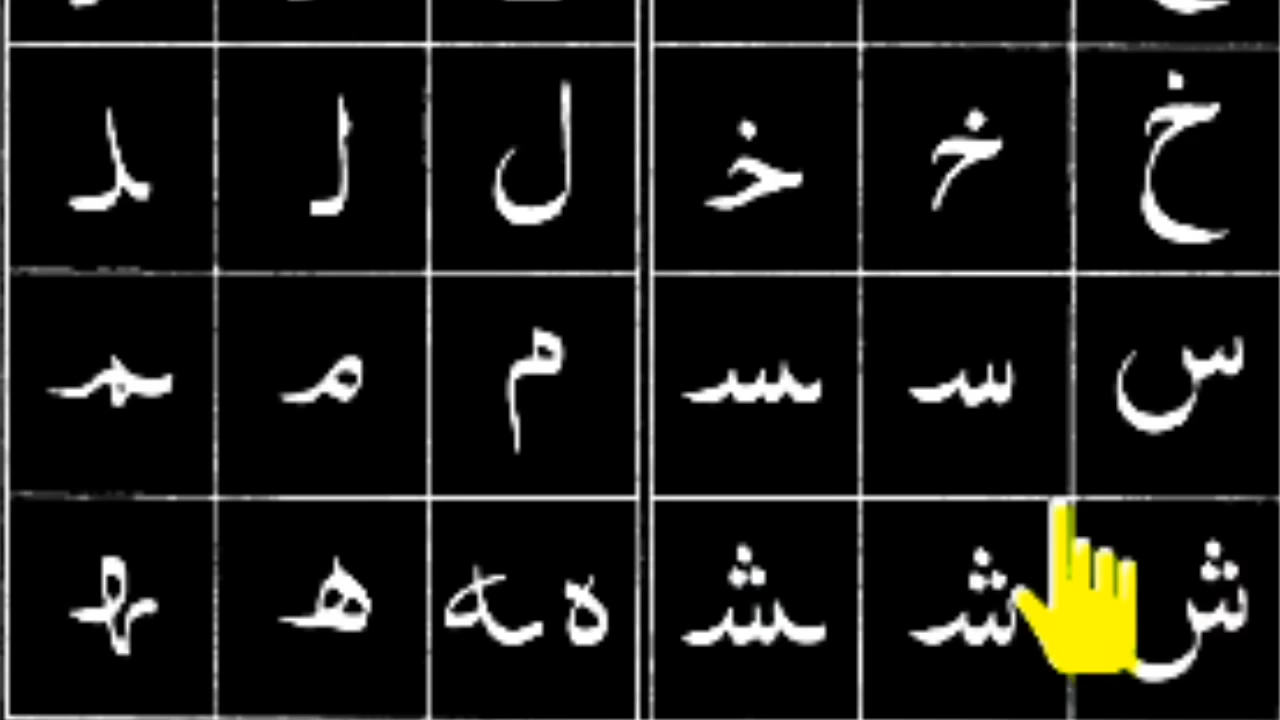 خ خـ ـخـ ل لـ ـلـ
س سـ ـسـ م مـ ـمـ
ش شـ ـشـ ه ـه هـ ـهـ